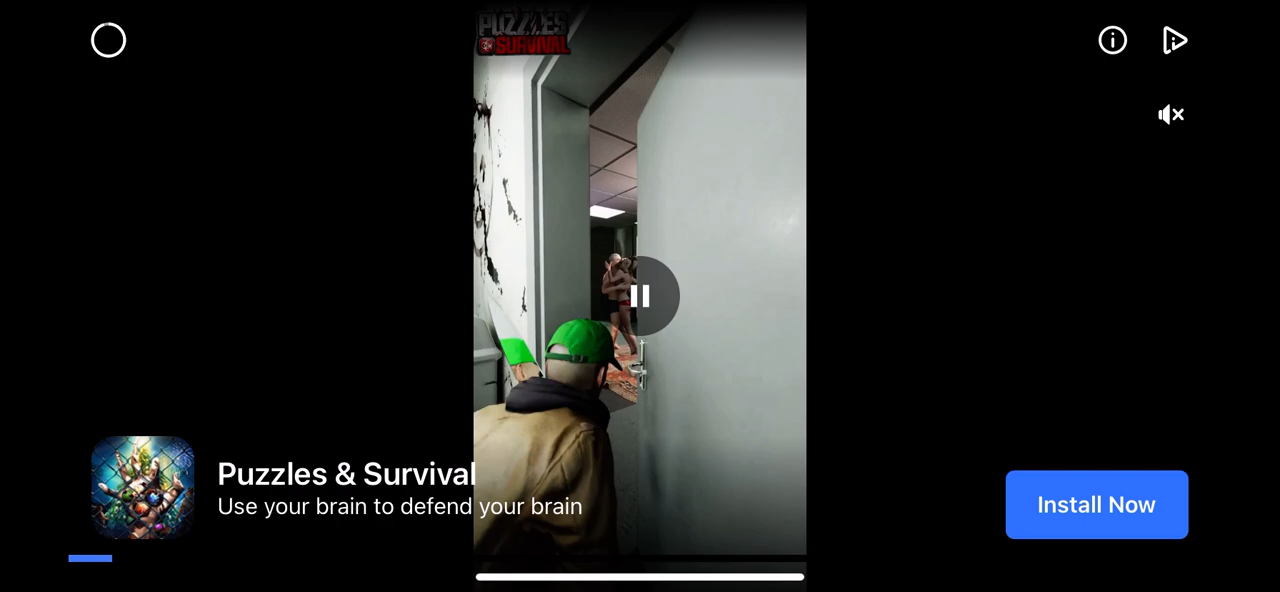 PUZZLES
SURVIVAL
Puzzles & Survival
Use your brain to defend your brain
Install Now